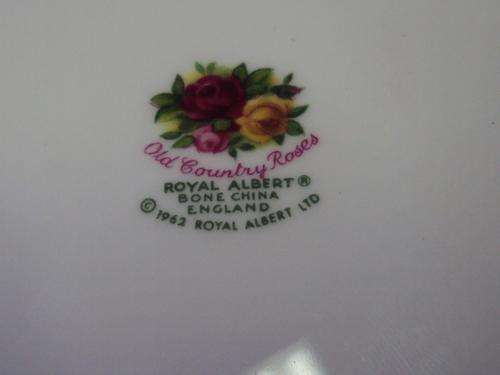 Old Country Roses
ROYAL ALBERT®
BONE CHINA
ENGLAND
© 1962 ROYAL ALBERT LTD